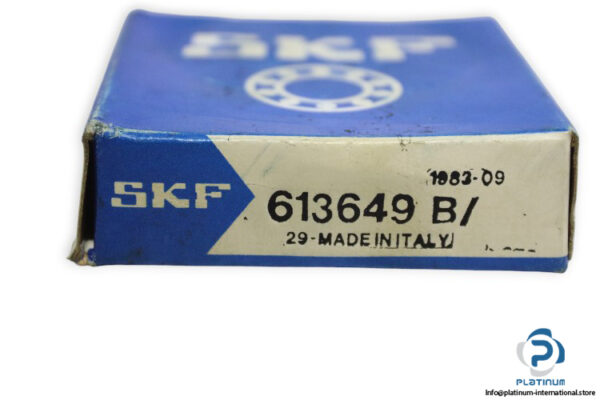 SKF
SKF
1983-09
613649 B/
29-MADE IN ITALY
PLATINUM
Info@platinum-international.store